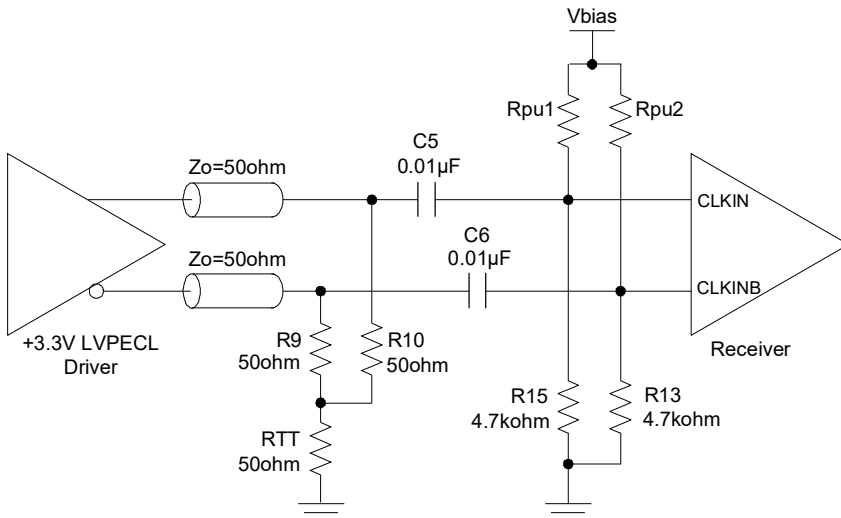 Vbias
Rpu1
Rpu2
C5
0.01µF
Zo=50ohm
CLKIN
C6
0.01µF
Zo=50ohm
CLKINB
+3.3V LVPECL
Driver
Receiver
R9
50ohm
R10
50ohm
R15
4.7kohm
R13
4.7kohm
RTT
50ohm